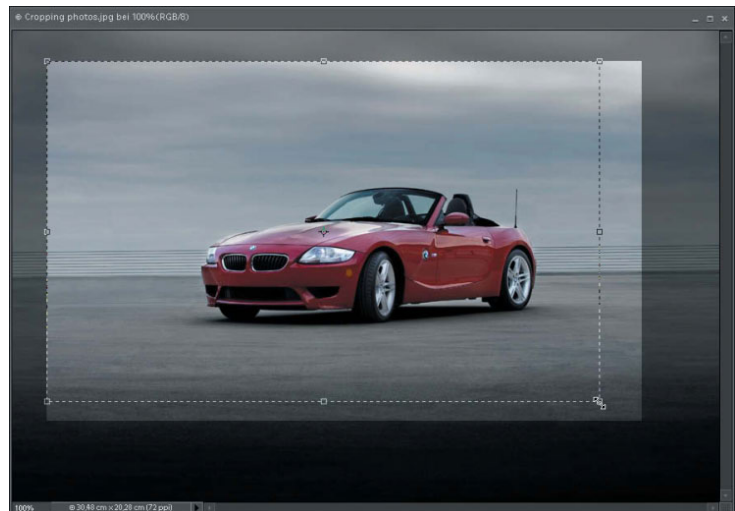 Cropping photos.jpg bei 100%(RGB/8)
100%
30,48 cm x 20,28 cm (72 ppi)